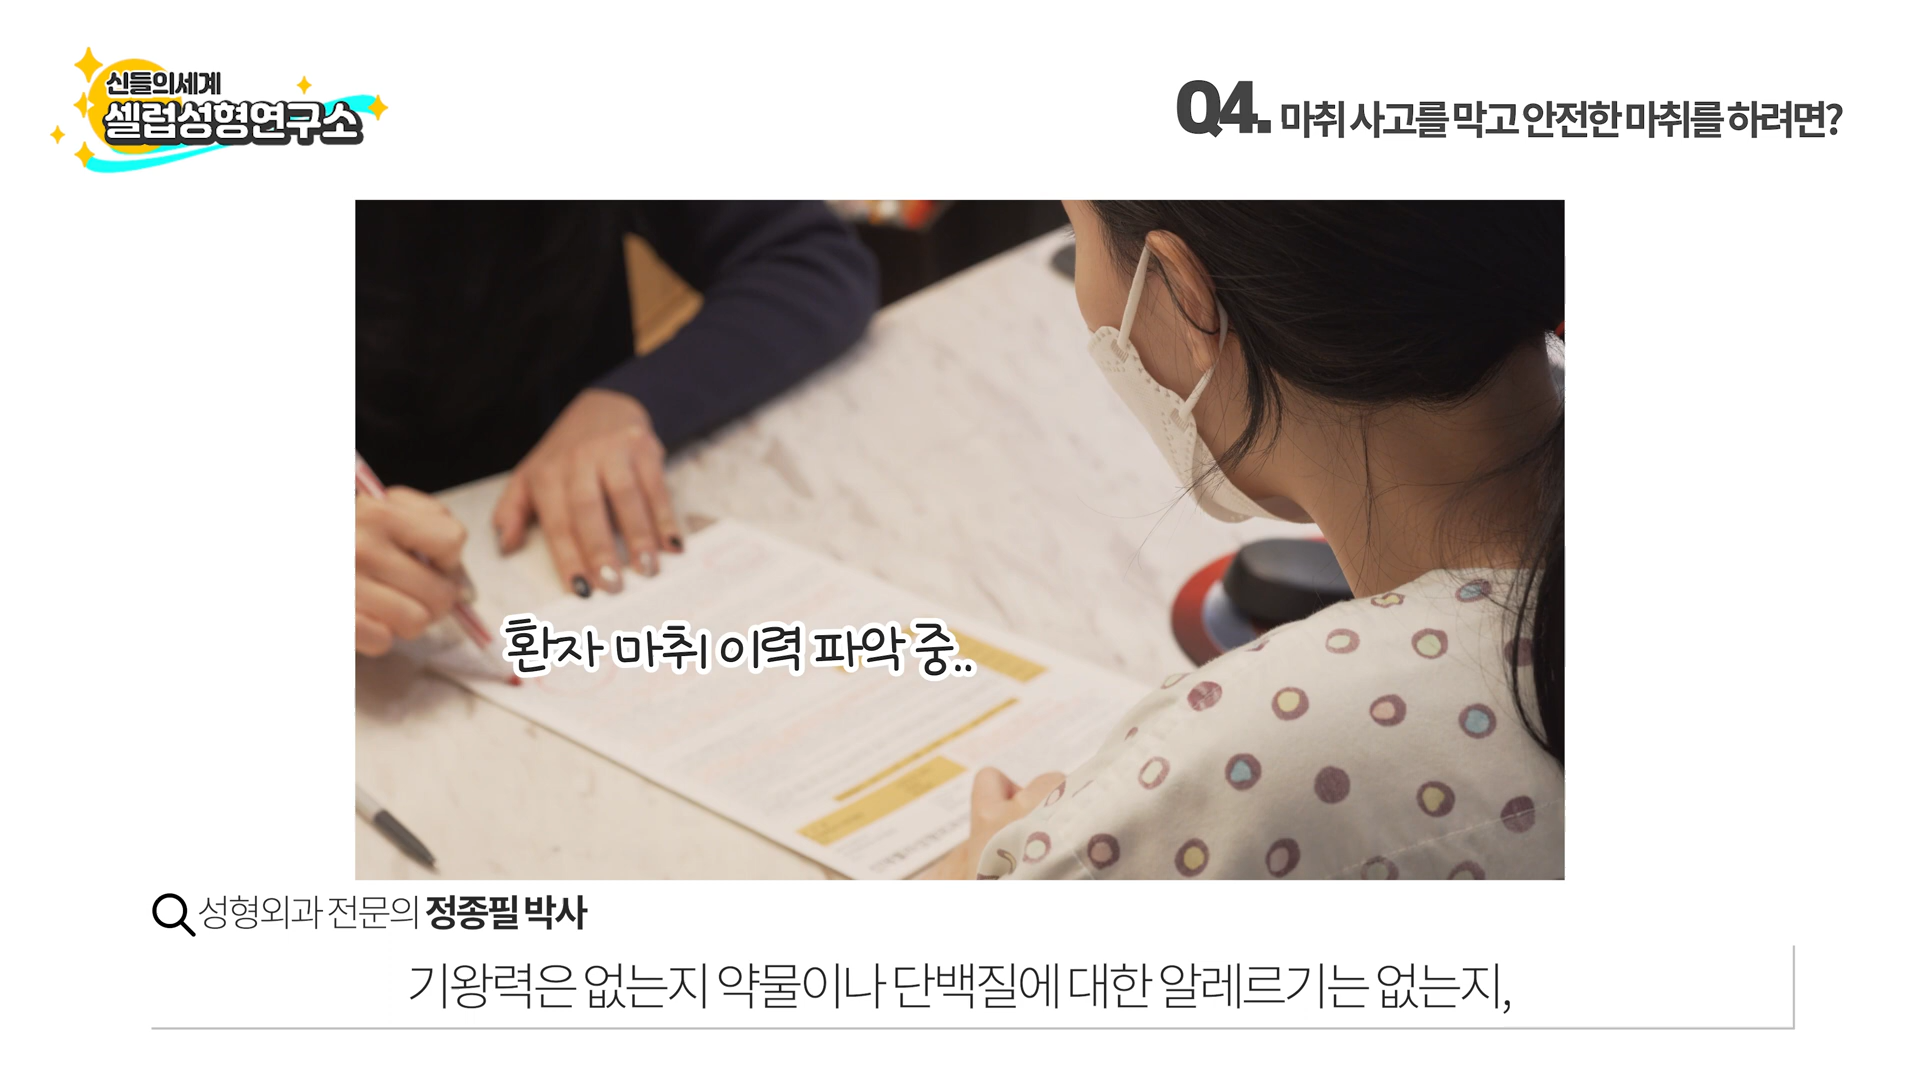 신들의세계
셀럽성형연구소
Q4. 마취 사고를 막고 안전한 마취를 하려면?
환자 마취 이력 파악 중..
성형외과 전문의 정종필 박사
기왕력은 없는지 약물이나 단백질에 대한 알레르기는 없는지,